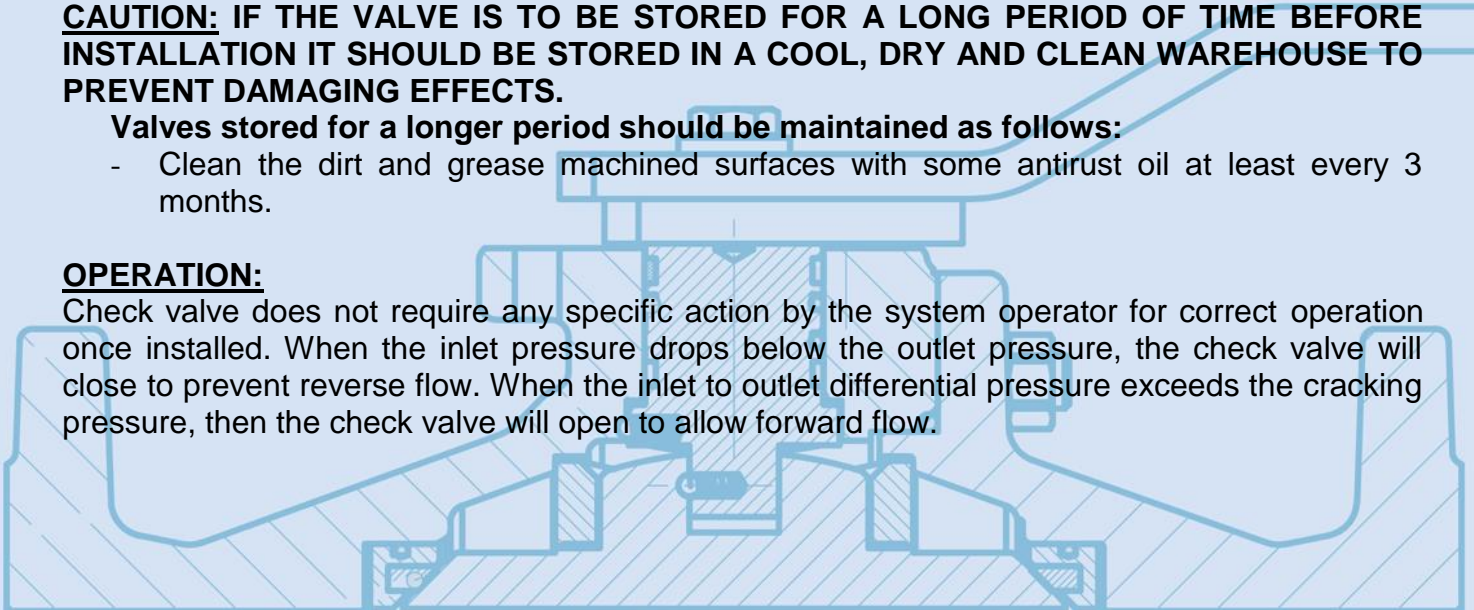 CAUTION: IF THE VALVE IS TO BE STORED FOR A LONG PERIOD OF TIME BEFORE
INSTALLATION IT SHOULD BE STORED IN A COOL, DRY AND CLEAN WAREHOUSE TO
PREVENT DAMAGING EFFECTS.
Valves stored for a longer period should be maintained as follows:
- Clean the dirt and grease machined surfaces with some antirust oil at least every 3
months.
OPERATION:
Check valve does not require any specific action by the system operator for correct operation
once installed. When the inlet pressure drops below the outlet pressure, the check valve will
close to prevent reverse flow. When the inlet to outlet differential pressure exceeds the cracking
pressure, then the check valve will open to allow forward flow.